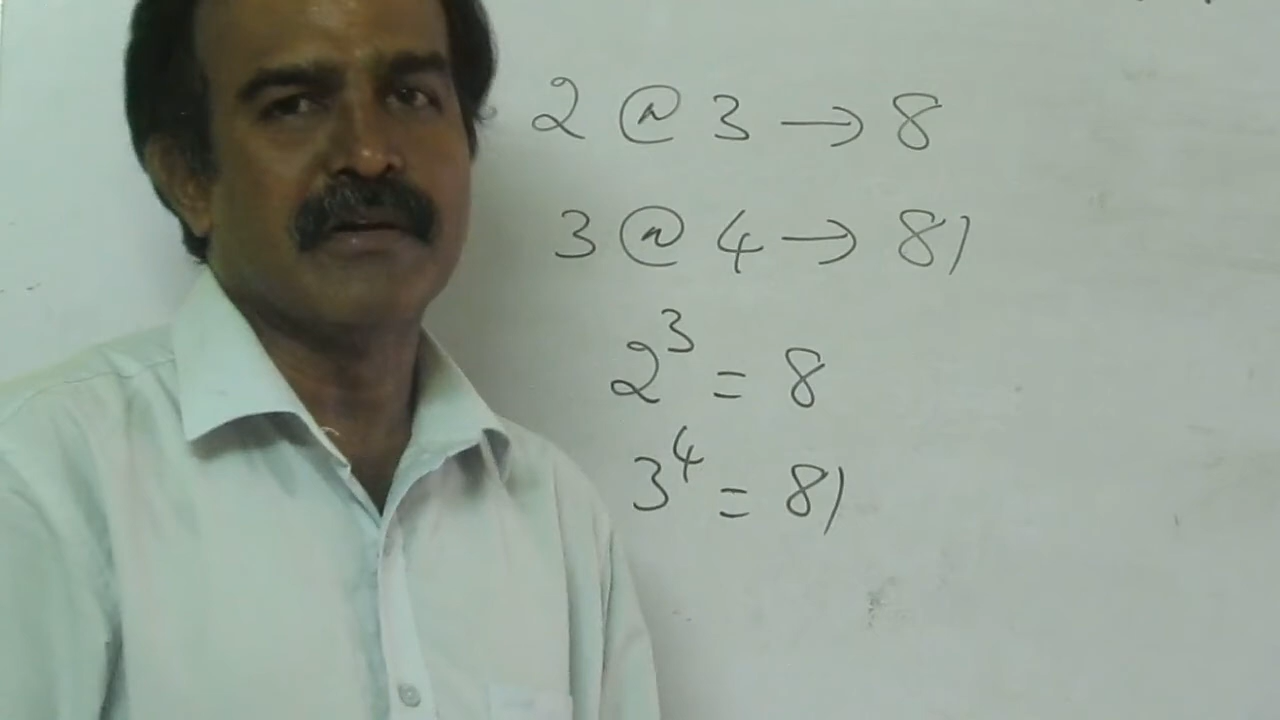 2 @ 3 → 8
3 @ 4 → 81
2³ = 8
3⁴ = 81